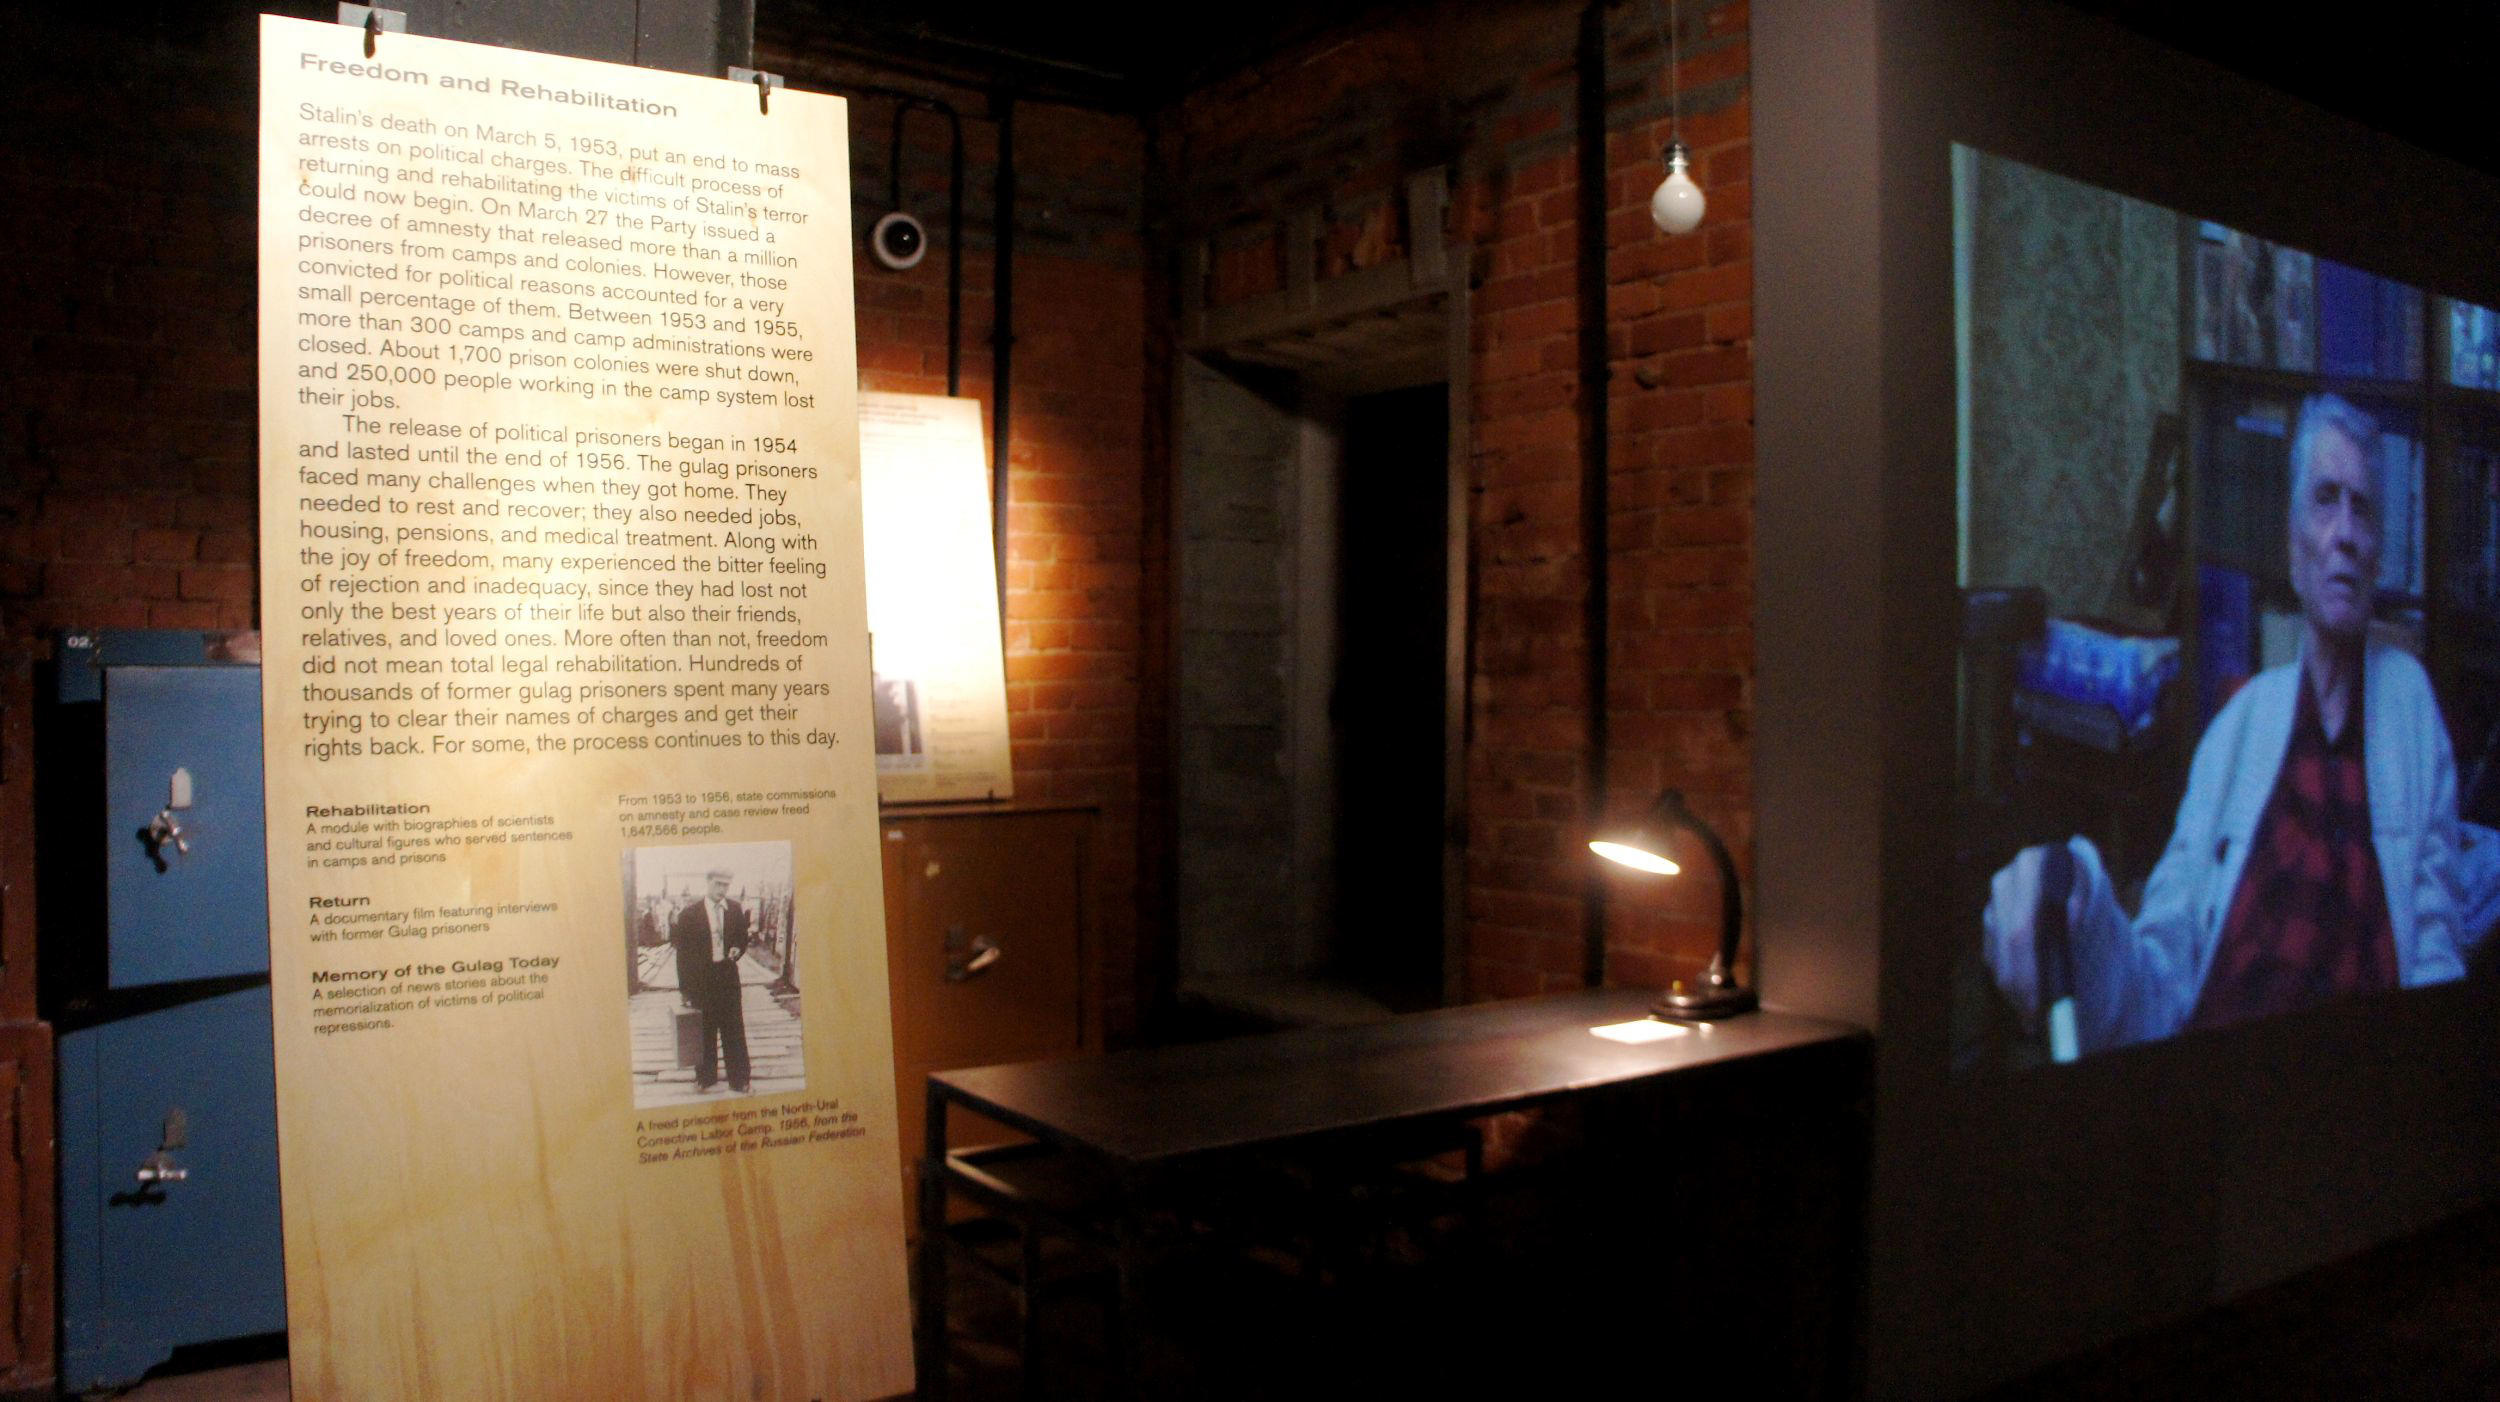 Freedom and Rehabilitation
Stalin's death on March 5, 1953, put an end to mass
arrests on political charges. The difficult process of
returning and rehabilitating the victims of Stalin's terror
could now begin. On March 27 the Party issued a
decree of amnesty that released more than a million
prisoners from camps and colonies. However, those
convicted for political reasons accounted for a very
small percentage of them. Between 1953 and 1955,
more than 300 camps and camp administrations were
closed. About 1,700 prison colonies were shut down,
and 250,000 people working in the camp system lost
their jobs.
The release of political prisoners began in 1954
and lasted until the end of 1956. The gulag prisoners
faced many challenges when they got home. They
needed to rest and recover; they also needed jobs,
housing, pensions, and medical treatment. Along with
the joy of freedom, many experienced the bitter feeling
of rejection and inadequacy, since they had lost not
only the best years of their life but also their friends,
relatives, and loved ones. More often than not, freedom
did not mean total legal rehabilitation. Hundreds of
thousands of former gulag prisoners spent many years
trying to clear their names of charges and get their
rights back. For some, the process continues to this day.
Rehabilitation
A module with biographies of scientists
and cultural figures who served sentences
in camps and prisons
Return
A documentary film featuring interviews
with former Gulag prisoners
Memory of the Gulag Today
A selection of news stories about the
memorialization of victims of political
repressions.
From 1953 to 1956, state commissions
on amnesty and case review freed
1,647,566 people.
A freed prisoner from the North-Ural
Corrective Labor Camp. 1956, from the
State Archives of the Russian Federation
02.